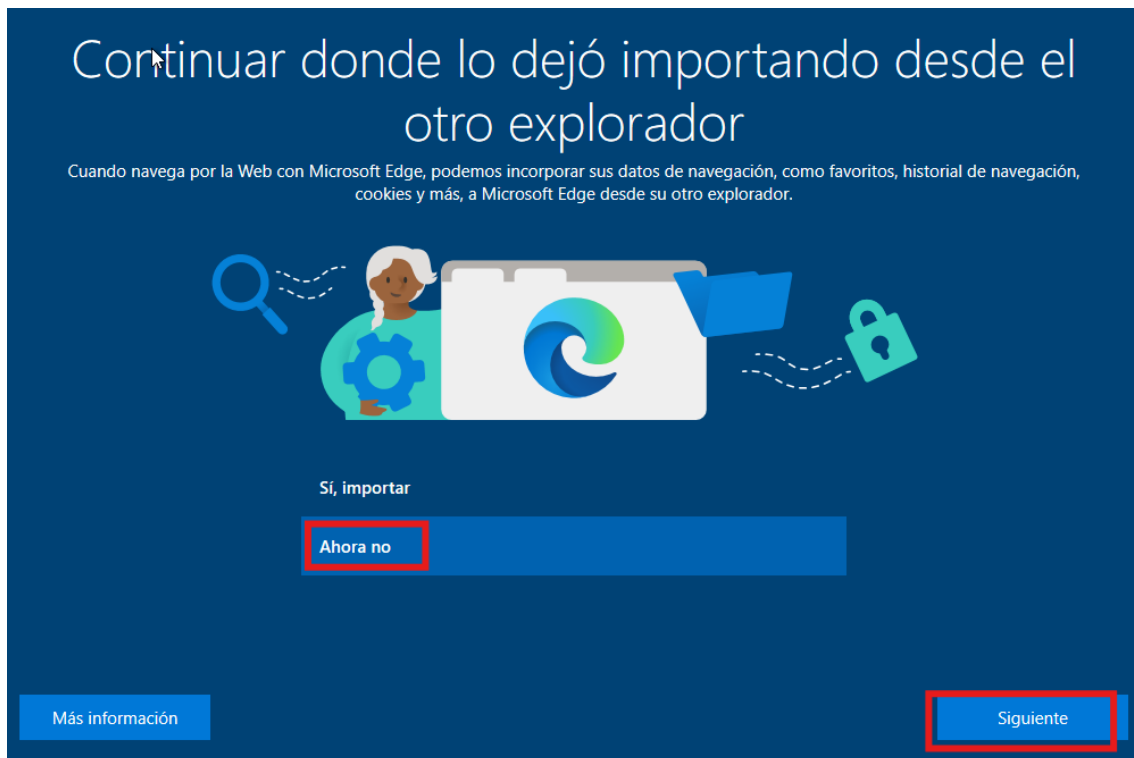 Continuar donde lo dejó importando desde el
otro explorador
Cuando navega por la Web con Microsoft Edge, podemos incorporar sus datos de navegación, como favoritos, historial de navegación,
cookies y más, a Microsoft Edge desde su otro explorador.
Sí, importar
Ahora no
Más información
Siguiente